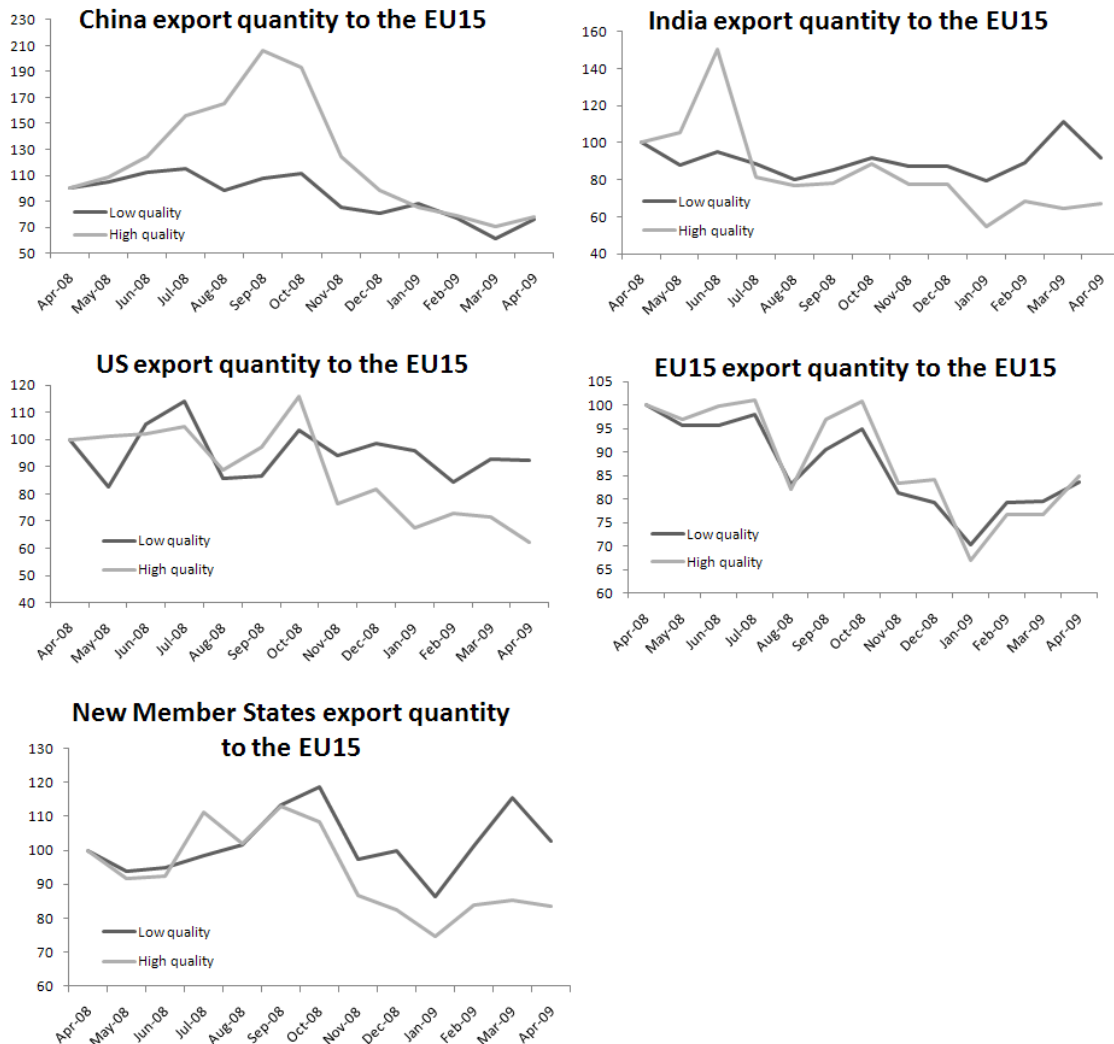 China export quantity to the EU15
230
210
190
170
150
130
110
90
70
50
Low quality
High quality
Apr-08
May-08
Jun-08
Jul-08
Aug-08
Sep-08
Oct-08
Nov-08
Dec-08
Jan-09
Feb-09
Mar-09
Apr-09
India export quantity to the EU15
160
140
120
100
80
60
40
Low quality
High quality
Apr-08
May-08
Jun-08
Jul-08
Aug-08
Sep-08
Oct-08
Nov-08
Dec-08
Jan-09
Feb-09
Mar-09
Apr-09
US export quantity to the EU15
120
110
100
90
80
70
60
50
40
Low quality
High quality
Apr-08
May-08
Jun-08
Jul-08
Aug-08
Sep-08
Oct-08
Nov-08
Dec-08
Jan-09
Feb-09
Mar-09
Apr-09
EU15 export quantity to the EU15
105
100
95
90
85
80
75
70
65
60
Low quality
High quality
Apr-08
May-08
Jun-08
Jul-08
Aug-08
Sep-08
Oct-08
Nov-08
Dec-08
Jan-09
Feb-09
Mar-09
Apr-09
New Member States export quantity
to the EU15
130
120
110
100
90
80
70
60
Low quality
High quality
Apr-08
May-08
Jun-08
Jul-08
Aug-08
Sep-08
Oct-08
Nov-08
Dec-08
Jan-09
Feb-09
Mar-09
Apr-09